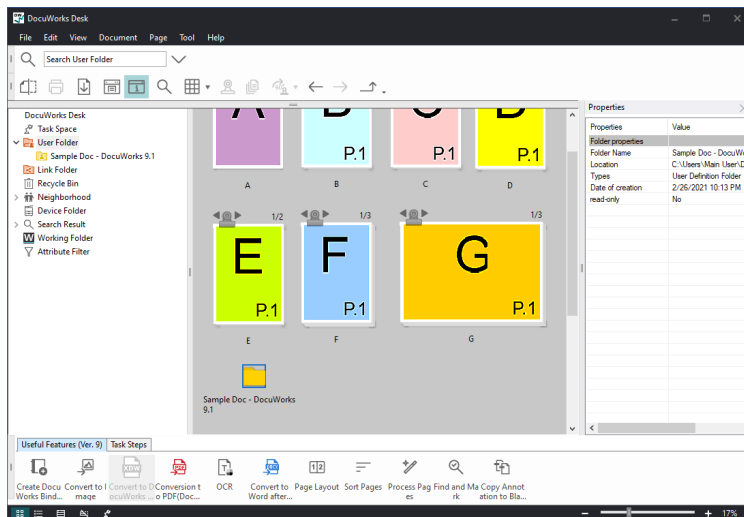 DocuWorks Desk
File Edit View Document Page Tool Help
Search User Folder
DocuWorks Desk
Task Space
User Folder
Sample Doc - DocuWorks 9.1
Link Folder
Recycle Bin
Neighborhood
Device Folder
Search Result
Working Folder
Attribute Filter
A B C D
P.1 P.1 P.1
A B C D
1/2 1/3 1/3
E F G
P.1 P.1 P.1
E F G
Sample Doc - DocuWorks
9.1
Properties
Properties Value
Folder properties
Folder Name Sample Doc - DocuWo
Location C:\Users\Main User\D
Types User Definition Folder
Date of creation 2/26/2021 10:13 PM
read-only No
Useful Features (Ver. 9) Task Steps
Create Docu Convert to I Convert to D Conversion t OCR Convert to Page Layout Sort Pages Process Pag Find and Ma Copy Annot
Works Bind... mage ocuWorks ... o PDF(Doc... Word after... es rk ation to Bla...
17%